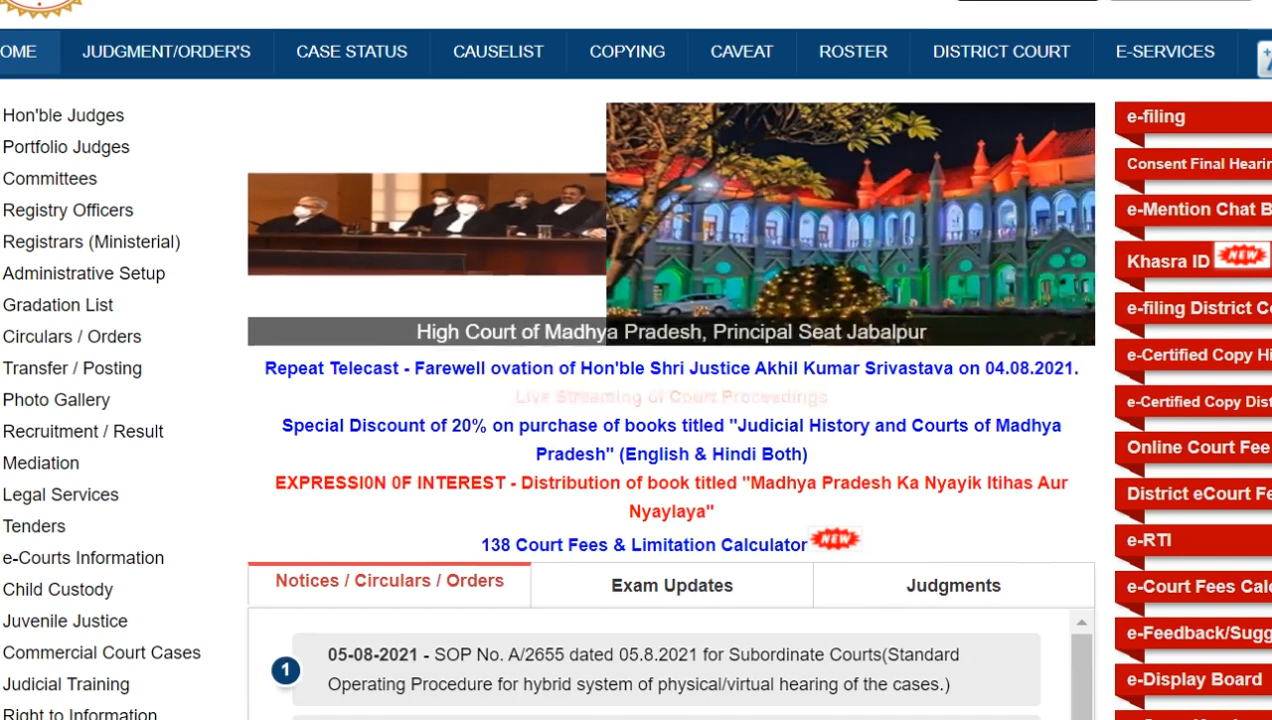 OME JUDGMENT/ORDER'S CASE STATUS CAUSELIST COPYING CAVEAT ROSTER DISTRICT COURT E-SERVICES
Hon'ble Judges
Portfolio Judges
Committees
Registry Officers
Registrars (Ministerial)
Administrative Setup
Gradation List
Circulars / Orders
Transfer / Posting
Photo Gallery
Recruitment / Result
Mediation
Legal Services
Tenders
e-Courts Information
Child Custody
Juvenile Justice
Commercial Court Cases
Judicial Training
Right to Information
High Court of Madhya Pradesh, Principal Seat Jabalpur
Repeat Telecast - Farewell ovation of Hon'ble Shri Justice Akhil Kumar Srivastava on 04.08.2021.
Live Streaming of Court Proceedings
Special Discount of 20% on purchase of books titled "Judicial History and Courts of Madhya
Pradesh" (English & Hindi Both)
EXPRESSI0N 0F INTEREST - Distribution of book titled "Madhya Pradesh Ka Nyayik Itihas Aur
Nyaylaya"
138 Court Fees & Limitation Calculator NEW
Notices / Circulars / Orders Exam Updates Judgments
1 05-08-2021 - SOP No. A/2655 dated 05.8.2021 for Subordinate Courts(Standard
Operating Procedure for hybrid system of physical/virtual hearing of the cases.)
e-filing
Consent Final Hearin
e-Mention Chat B
Khasra ID NEW
e-filing District Co
e-Certified Copy Hi
e-Certified Copy Dist
Online Court Fee
District eCourt Fe
e-RTI
e-Court Fees Calc
e-Feedback/Sugg
e-Display Board